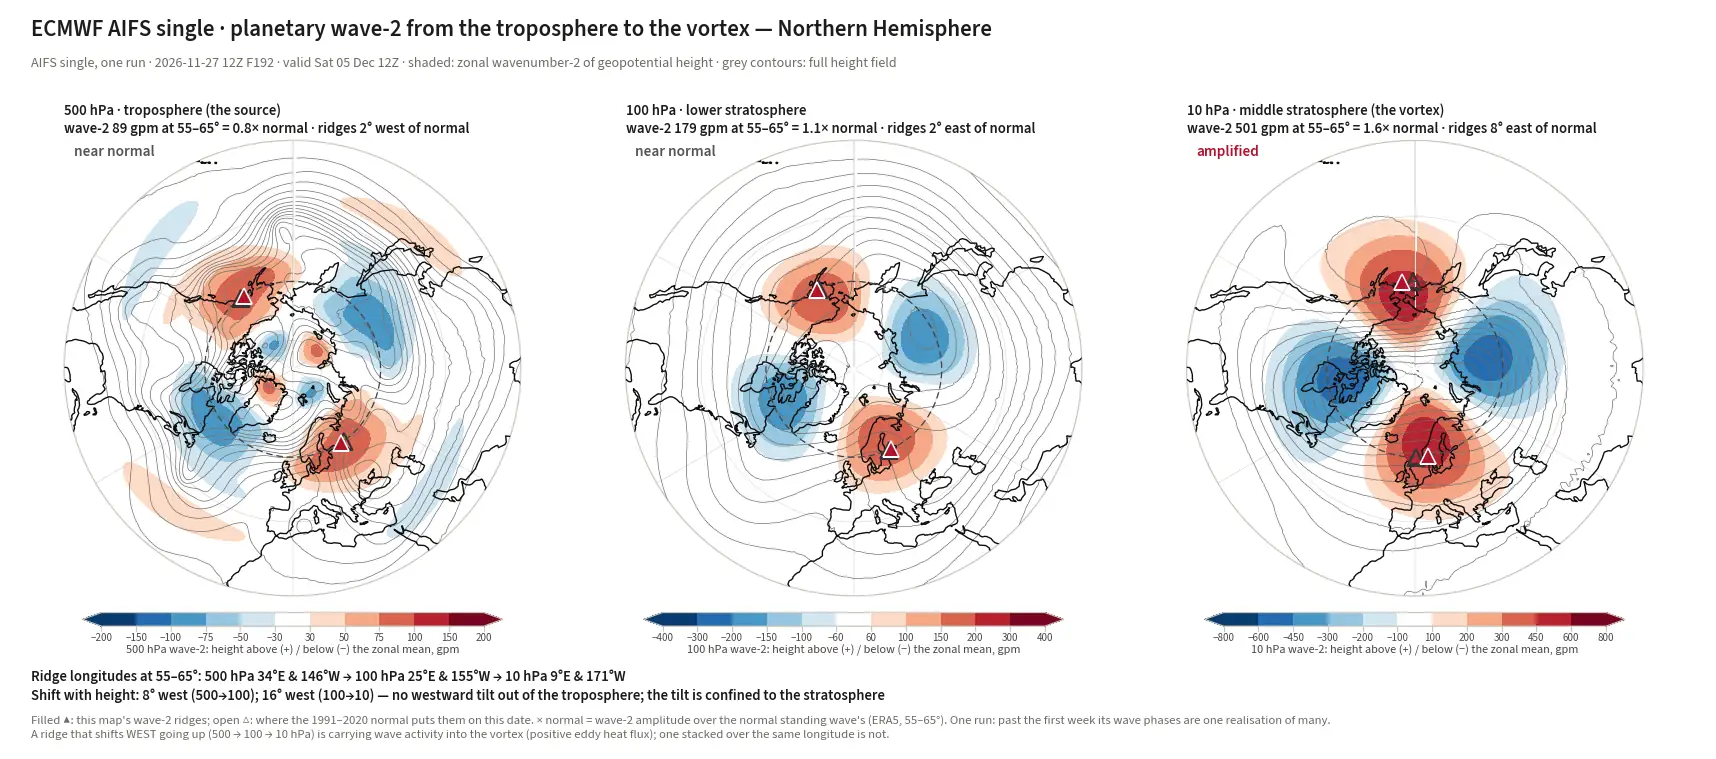 ECMWF AIFS single · planetary wave-2 from the troposphere to the vortex — Northern Hemisphere
AIFS single, one run · 2026-11-27 12Z F192 · valid Sat 05 Dec 12Z · shaded: zonal wavenumber-2 of geopotential height · grey contours: full height field
500 hPa · troposphere (the source)
wave-2 89 gpm at 55–65° = 0.8× normal · ridges 2° west of normal
near normal
100 hPa · lower stratosphere
wave-2 179 gpm at 55–65° = 1.1× normal · ridges 2° east of normal
near normal
10 hPa · middle stratosphere (the vortex)
wave-2 501 gpm at 55–65° = 1.6× normal · ridges 8° east of normal
amplified
−200 −150 −100 −75 −50 −30 30 50 75 100 150 200
500 hPa wave-2: height above (+) / below (−) the zonal mean, gpm
−400 −300 −200 −150 −100 −60 60 100 150 200 300 400
100 hPa wave-2: height above (+) / below (−) the zonal mean, gpm
−800 −600 −450 −300 −200 −100 100 200 300 450 600 800
10 hPa wave-2: height above (+) / below (−) the zonal mean, gpm
Ridge longitudes at 55–65°: 500 hPa 34°E & 146°W → 100 hPa 25°E & 155°W → 10 hPa 9°E & 171°W
Shift with height: 8° west (500→100); 16° west (100→10) — no westward tilt out of the troposphere; the tilt is confined to the stratosphere
Filled ▲: this map's wave-2 ridges; open △: where the 1991–2020 normal puts them on this date. × normal = wave-2 amplitude over the normal standing wave's (ERA5, 55–65°). One run: past the first week its wave phases are one realisation of many.
A ridge that shifts WEST going up (500 → 100 → 10 hPa) is carrying wave activity into the vortex (positive eddy heat flux); one stacked over the same longitude is not.